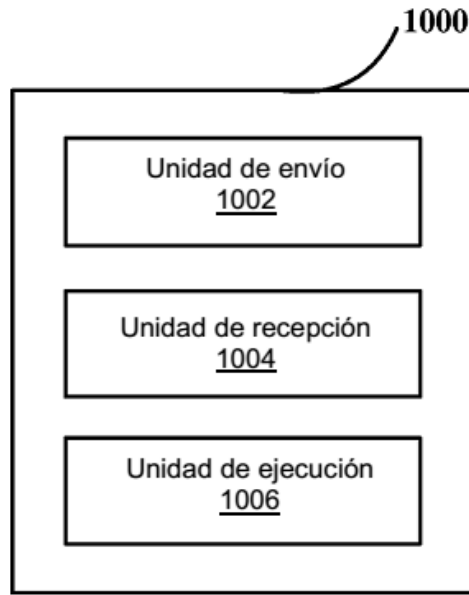 1000
Unidad de envío
1002
Unidad de recepción
1004
Unidad de ejecución
1006